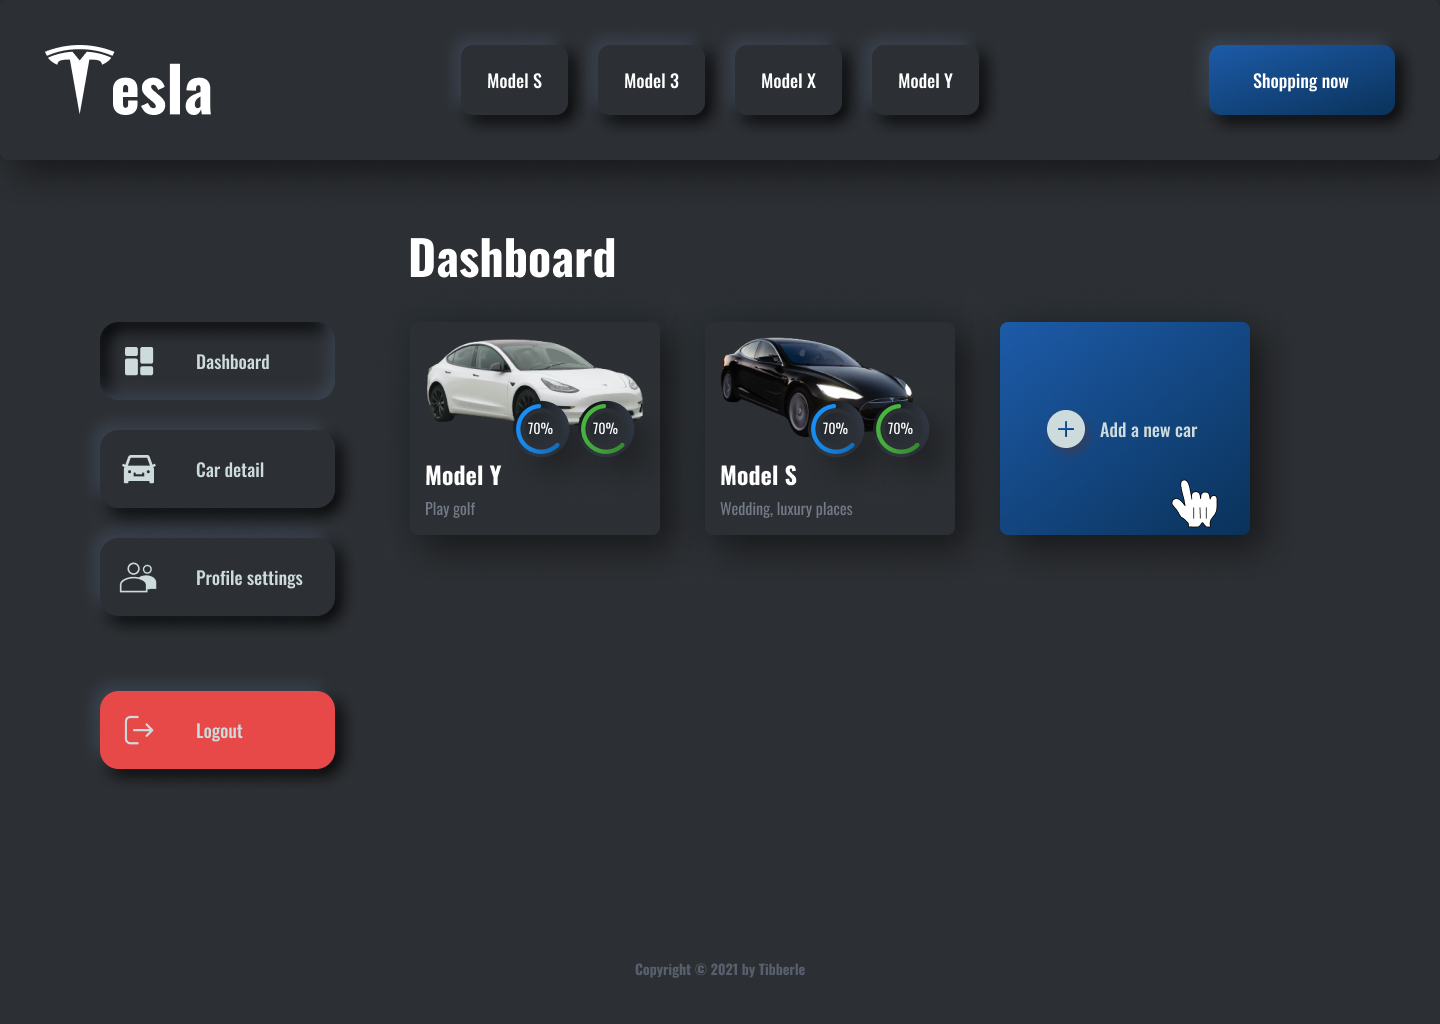 Tesla
Model S
Model 3
Model X
Model Y
Shopping now
Dashboard
Dashboard
Car detail
Profile settings
Logout
70%
70%
Model Y
Play golf
70%
70%
Model S
Wedding, luxury places
Add a new car
Copyright © 2021 by Tibberle